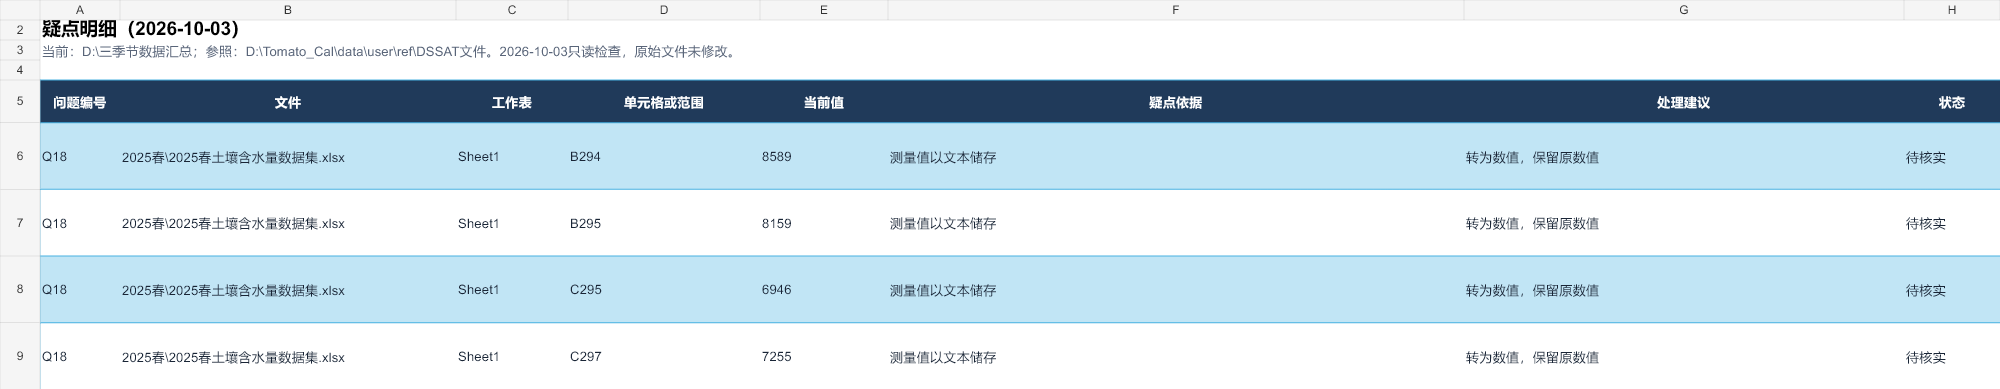 A B C D E F G H
2 疑点明细（2026-10-03）
3 当前：D:\三季节数据汇总；参照：D:\Tomato_Cal\data\user\ref\DSSAT文件。2026-10-03只读检查，原始文件未修改。
4
5 问题编号 文件 工作表 单元格或范围 当前值 疑点依据 处理建议 状态
6 Q18 2025春\2025春土壤含水量数据集.xlsx Sheet1 B294 8589 测量值以文本储存 转为数值，保留原数值 待核实
7 Q18 2025春\2025春土壤含水量数据集.xlsx Sheet1 B295 8159 测量值以文本储存 转为数值，保留原数值 待核实
8 Q18 2025春\2025春土壤含水量数据集.xlsx Sheet1 C295 6946 测量值以文本储存 转为数值，保留原数值 待核实
9 Q18 2025春\2025春土壤含水量数据集.xlsx Sheet1 C297 7255 测量值以文本储存 转为数值，保留原数值 待核实